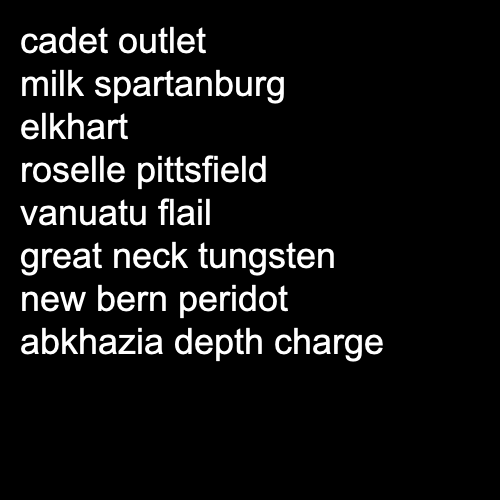 cadet outlet
milk spartanburg
elkhart
roselle pittsfield
vanuatu flail
great neck tungsten
new bern peridot
abkhazia depth charge